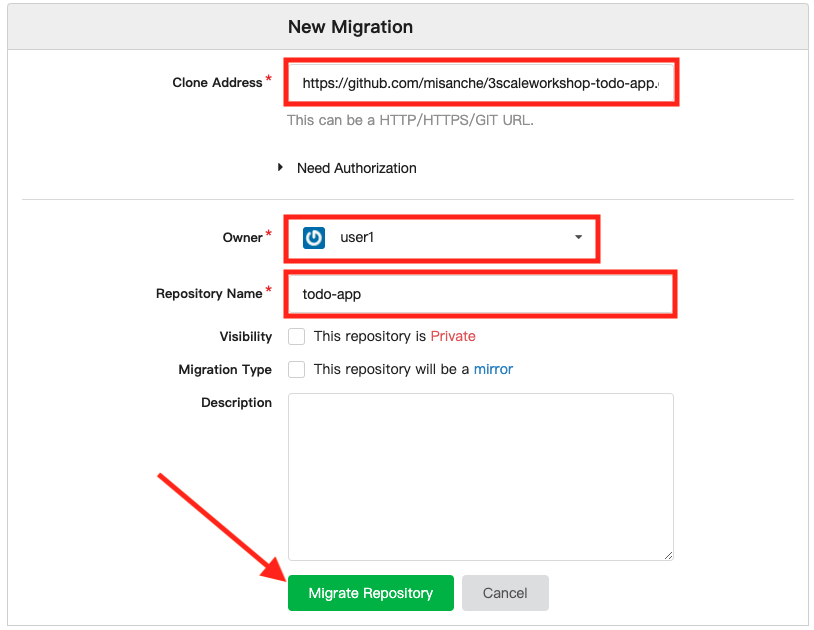 New Migration
Clone Address*
https://github.com/misanche/3scaleworkshop-todo-app.
This can be a HTTP/HTTPS/GIT URL.
Need Authorization
Owner*
user1
Repository Name*
todo-app
Visibility
This repository is Private
Migration Type
This repository will be a mirror
Description
Migrate Repository
Cancel